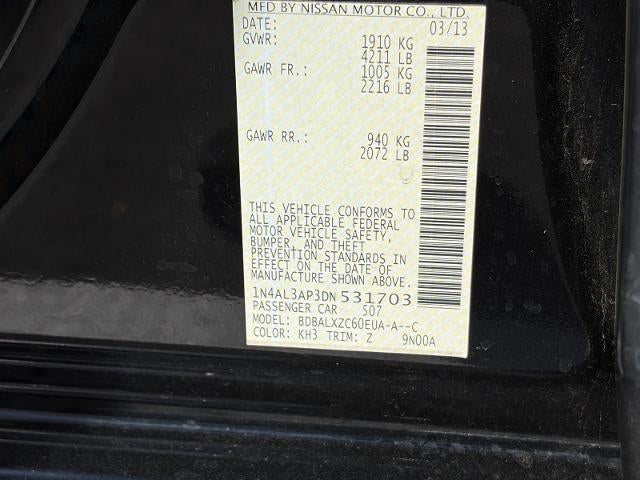 MFD BY NISSAN MOTOR CO., LTD.
DATE: 03/13
GVWR: 1910 KG
4211 LB
GAWR FR.: 1005 KG
2216 LB
GAWR RR.: 940 KG
2072 LB
THIS VEHICLE CONFORMS TO
ALL APPLICABLE FEDERAL
MOTOR VEHICLE SAFETY,
BUMPER, AND THEFT
PREVENTION STANDARDS IN
EFFECT ON THE DATE OF
MANUFACTURE SHOWN ABOVE.
1N4AL3AP3DN 531703
PASSENGER CAR 507
MODEL: BDBALXZC60EUA-A--C
COLOR: KH3 TRIM: Z 9N00A